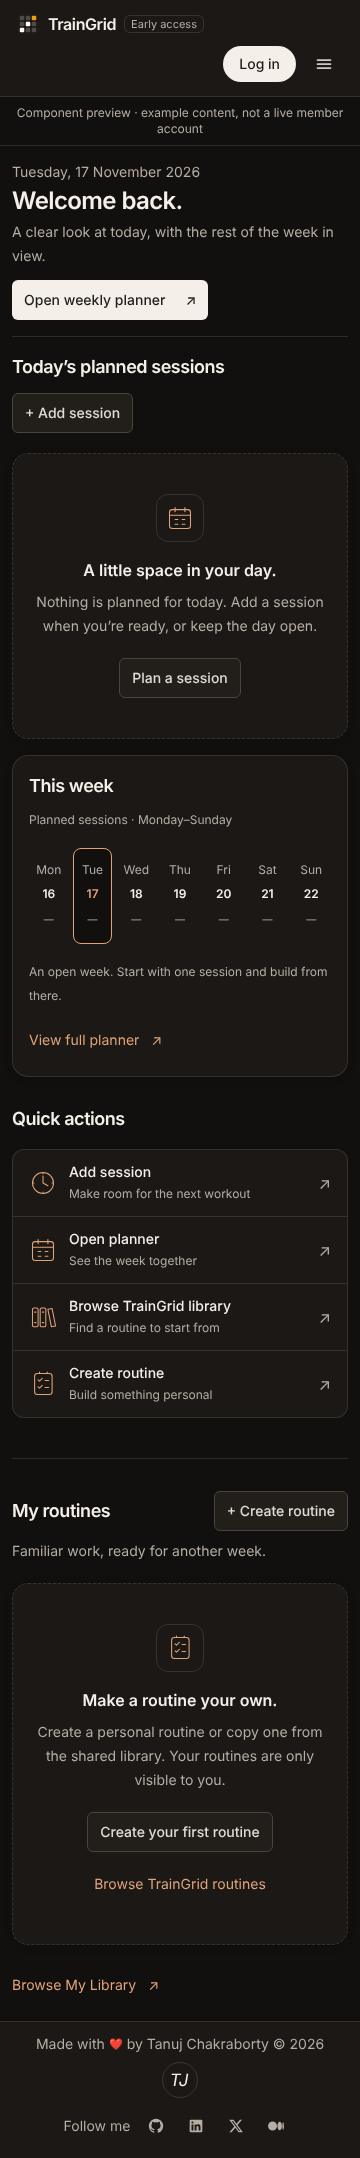 TrainGrid Early access
Log in
Component preview · example content, not a live member
account
Tuesday, 17 November 2026
Welcome back.
A clear look at today, with the rest of the week in
view.
Open weekly planner
Today’s planned sessions
+ Add session
A little space in your day.
Nothing is planned for today. Add a session
when you’re ready, or keep the day open.
Plan a session
This week
Planned sessions · Monday–Sunday
Mon Tue Wed Thu Fri Sat Sun
16 17 18 19 20 21 22
— — — — — — —
An open week. Start with one session and build from
there.
View full planner
Quick actions
Add session
Make room for the next workout
Open planner
See the week together
Browse TrainGrid library
Find a routine to start from
Create routine
Build something personal
My routines
+ Create routine
Familiar work, ready for another week.
Make a routine your own.
Create a personal routine or copy one from
the shared library. Your routines are only
visible to you.
Create your first routine
Browse TrainGrid routines
Browse My Library
Made with ❤️ by Tanuj Chakraborty © 2026
TJ
Follow me